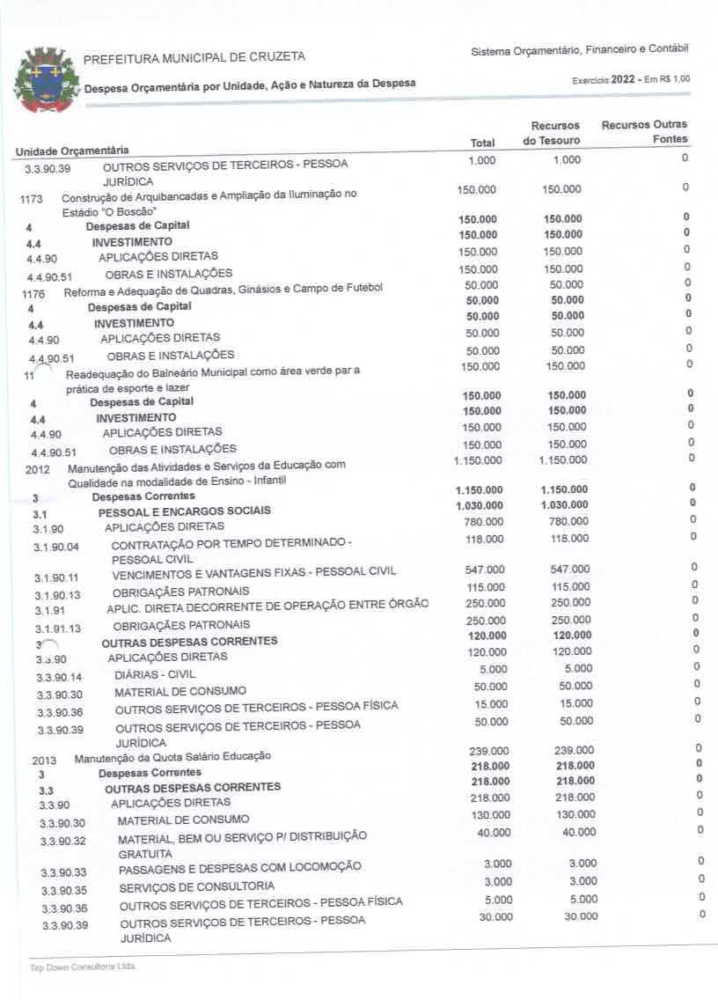 PREFEITURA MUNICIPAL DE CRUZETA
Sistema Orçamentário, Financeiro e Contábil
Despesa Orçamentária por Unidade, Ação e Natureza da Despesa
Exercício: 2022 - Em R$ 1,00
Recursos Recursos Outras
Unidade Orçamentária Total do Tesouro Fontes
3.3.90.39 OUTROS SERVIÇOS DE TERCEIROS - PESSOA 1.000 1.000 0
JURÍDICA
1173 Construção de Arquibancadas e Ampliação da Iluminação no 150.000 150.000 0
Estádio "O Boscão"
4 Despesas de Capital 150.000 150.000 0
4.4 INVESTIMENTO 150.000 150.000 0
4.4.90 APLICAÇÕES DIRETAS 150.000 150.000 0
4.4.90.51 OBRAS E INSTALAÇÕES 150.000 150.000 0
1176 Reforma e Adequação de Quadras, Ginásios e Campo de Futebol 50.000 50.000 0
4 Despesas de Capital 50.000 50.000 0
4.4 INVESTIMENTO 50.000 50.000 0
4.4.90 APLICAÇÕES DIRETAS 50.000 50.000 0
4.4.90.51 OBRAS E INSTALAÇÕES 50.000 50.000 0
11 Readequação do Balneário Municipal como área verde par a 150.000 150.000 0
prática de esporte e lazer
4 Despesas de Capital 150.000 150.000 0
4.4 INVESTIMENTO 150.000 150.000 0
4.4.90 APLICAÇÕES DIRETAS 150.000 150.000 0
4.4.90.51 OBRAS E INSTALAÇÕES 150.000 150.000 0
2012 Manutenção das Atividades e Serviços da Educação com 1.150.000 1.150.000 0
Qualidade na modalidade de Ensino - Infantil
3 Despesas Correntes 1.150.000 1.150.000 0
3.1 PESSOAL E ENCARGOS SOCIAIS 1.030.000 1.030.000 0
3.1.90 APLICAÇÕES DIRETAS 780.000 780.000 0
3.1.90.04 CONTRATAÇÃO POR TEMPO DETERMINADO - 118.000 118.000 0
PESSOAL CIVIL
3.1.90.11 VENCIMENTOS E VANTAGENS FIXAS - PESSOAL CIVIL 547.000 547.000 0
3.1.90.13 OBRIGAÇÃES PATRONAIS 115.000 115.000 0
3.1.91 APLIC. DIRETA DECORRENTE DE OPERAÇÃO ENTRE ÓRGÃO 250.000 250.000 0
3.1.91.13 OBRIGAÇÃES PATRONAIS 250.000 250.000 0
3 OUTRAS DESPESAS CORRENTES 120.000 120.000 0
3.3.90 APLICAÇÕES DIRETAS 120.000 120.000 0
3.3.90.14 DIÁRIAS - CIVIL 5.000 5.000 0
3.3.90.30 MATERIAL DE CONSUMO 50.000 50.000 0
3.3.90.36 OUTROS SERVIÇOS DE TERCEIROS - PESSOA FÍSICA 15.000 15.000 0
3.3.90.39 OUTROS SERVIÇOS DE TERCEIROS - PESSOA 50.000 50.000 0
JURÍDICA
2013 Manutenção da Quota Salário Educação 239.000 239.000 0
3 Despesas Correntes 218.000 218.000 0
3.3 OUTRAS DESPESAS CORRENTES 218.000 218.000 0
3.3.90 APLICAÇÕES DIRETAS 218.000 218.000 0
3.3.90.30 MATERIAL DE CONSUMO 130.000 130.000 0
3.3.90.32 MATERIAL, BEM OU SERVIÇO P/ DISTRIBUIÇÃO 40.000 40.000 0
GRATUITA
3.3.90.33 PASSAGENS E DESPESAS COM LOCOMOÇÃO 3.000 3.000 0
3.3.90.35 SERVIÇOS DE CONSULTORIA 3.000 3.000 0
3.3.90.36 OUTROS SERVIÇOS DE TERCEIROS - PESSOA FÍSICA 5.000 5.000 0
3.3.90.39 OUTROS SERVIÇOS DE TERCEIROS - PESSOA 30.000 30.000 0
JURÍDICA
Top Down Consultoria Ltda.